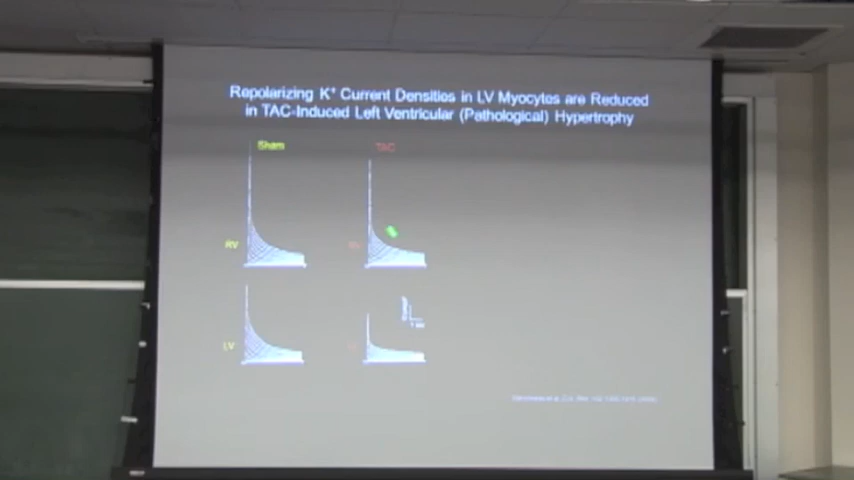 Repolarizing K⁺ Current Densities in LV Myocytes are Reduced
in TAC-Induced Left Ventricular (Pathological) Hypertrophy
Sham TAC
RV RV
LV